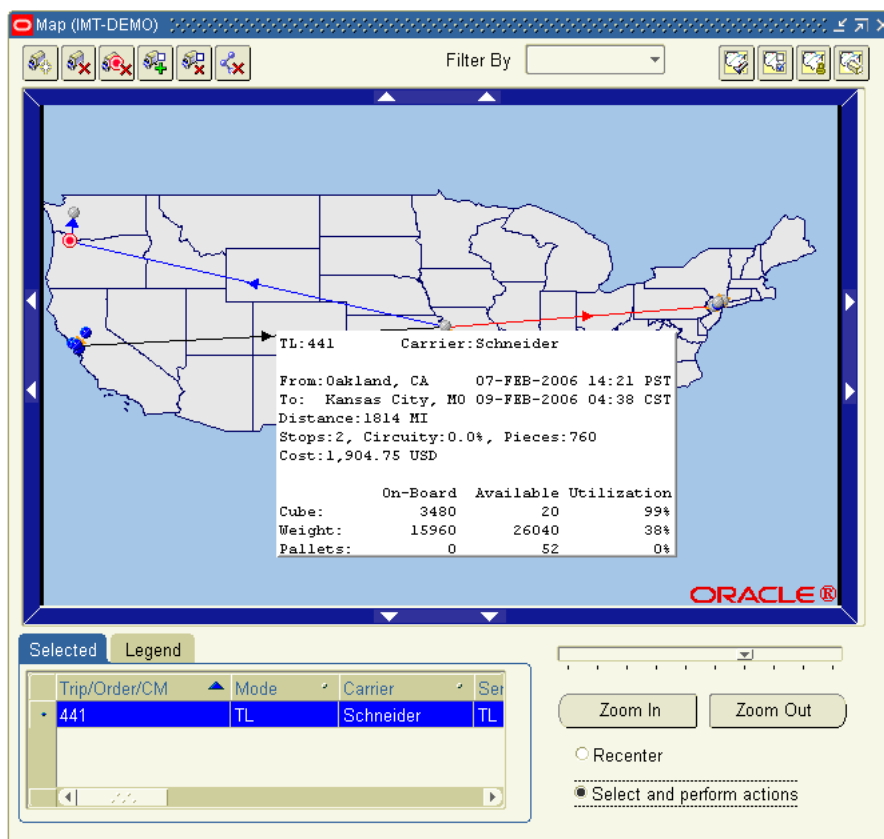 Map (IMT-DEMO)
Filter By
TL:441 Carrier:Schneider
From:Oakland, CA 07-FEB-2006 14:21 PST
To: Kansas City, MO 09-FEB-2006 04:38 CST
Distance:1814 MI
Stops:2, Circuity:0.0%, Pieces:760
Cost:1,904.75 USD
On-Board Available Utilization
Cube: 3480 20 99%
Weight: 15960 26040 38%
Pallets: 0 52 0%
ORACLE ®
Selected Legend
Trip/Order/CM Mode Carrier Ser
441 TL Schneider TL
Zoom In Zoom Out
Recenter
Select and perform actions